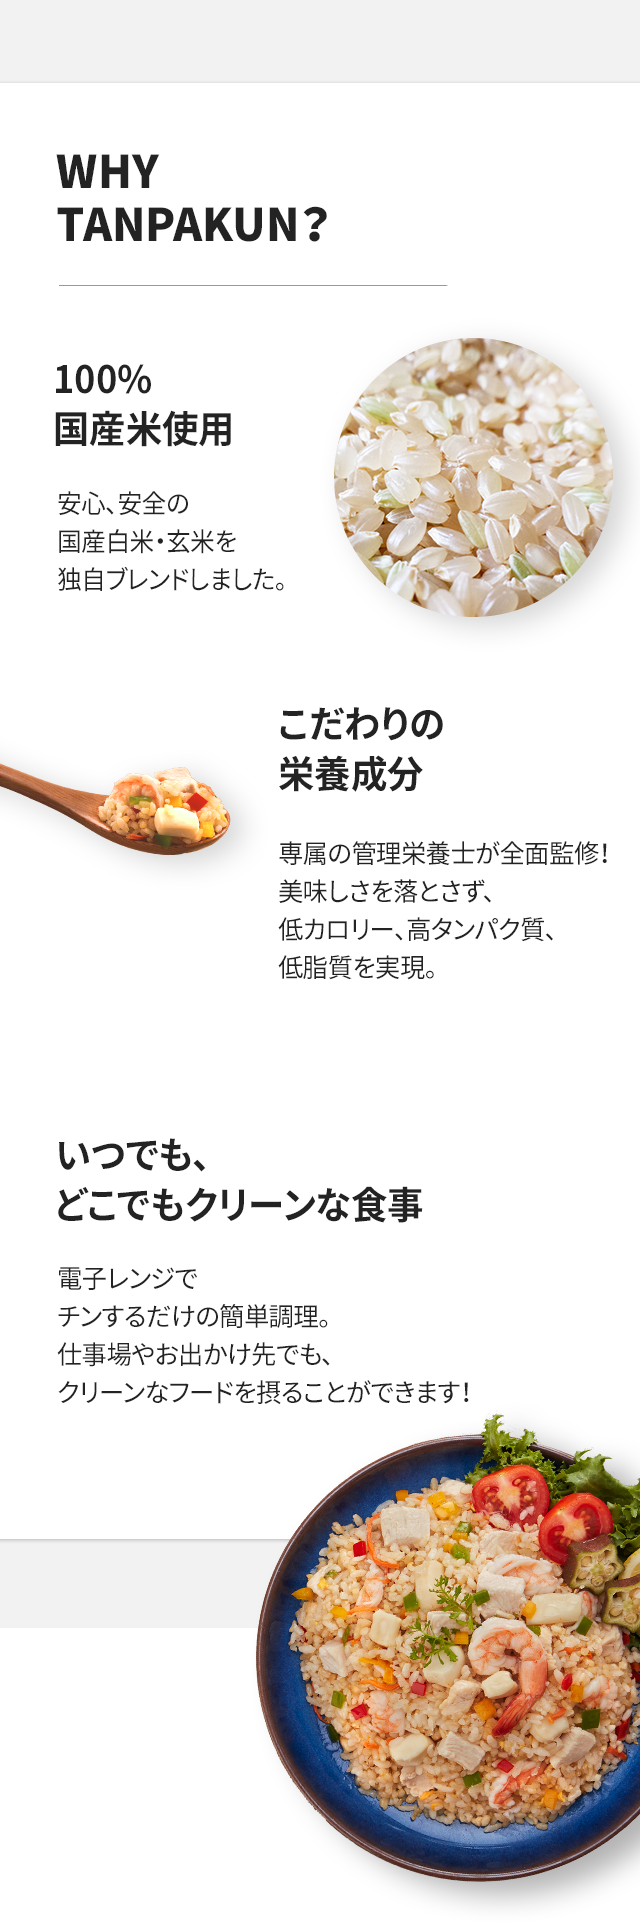 WHY
TANPAKUN？
100%
国産米使用
安心、安全の
国産白米・玄米を
独自ブレンドしました。
こだわりの
栄養成分
専属の管理栄養士が全面監修！
美味しさを落とさず、
低カロリー、高タンパク質、
低脂質を実現。
いつでも、
どこでもクリーンな食事
電子レンジで
チンするだけの簡単調理。
仕事場やお出かけ先でも、
クリーンなフードを摂ることができます！